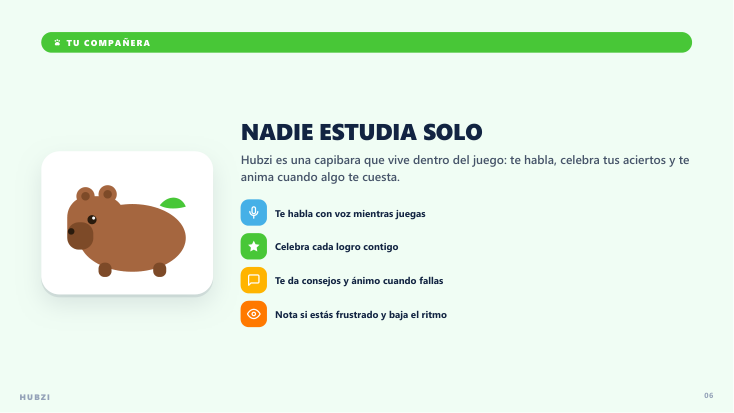 TU COMPAÑERA
NADIE ESTUDIA SOLO
Hubzi es una capibara que vive dentro del juego: te habla, celebra tus aciertos y te
anima cuando algo te cuesta.
Te habla con voz mientras juegas
Celebra cada logro contigo
Te da consejos y ánimo cuando fallas
Nota si estás frustrado y baja el ritmo
HUBZI
06